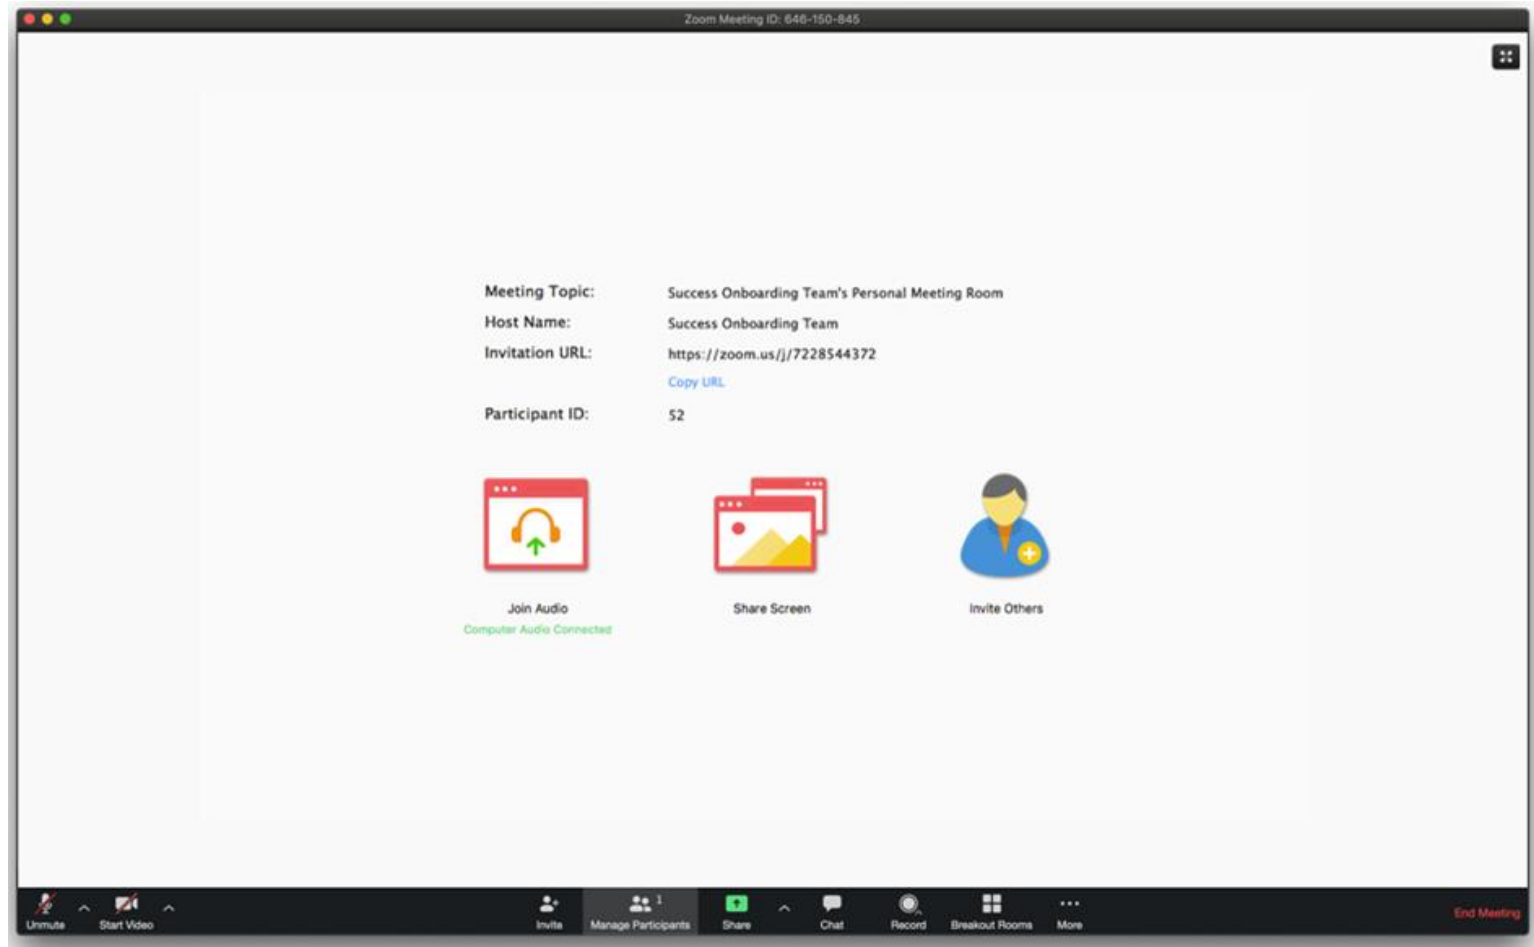 Zoom Meeting ID: 646-150-845
Meeting Topic: Success Onboarding Team's Personal Meeting Room
Host Name: Success Onboarding Team
Invitation URL: https://zoom.us/j/7228544372
Copy URL
Participant ID: 52
Join Audio Share Screen Invite Others
Computer Audio Connected
1
Unmute Start Video Invite Manage Participants Share Chat Record Breakout Rooms More End Meeting